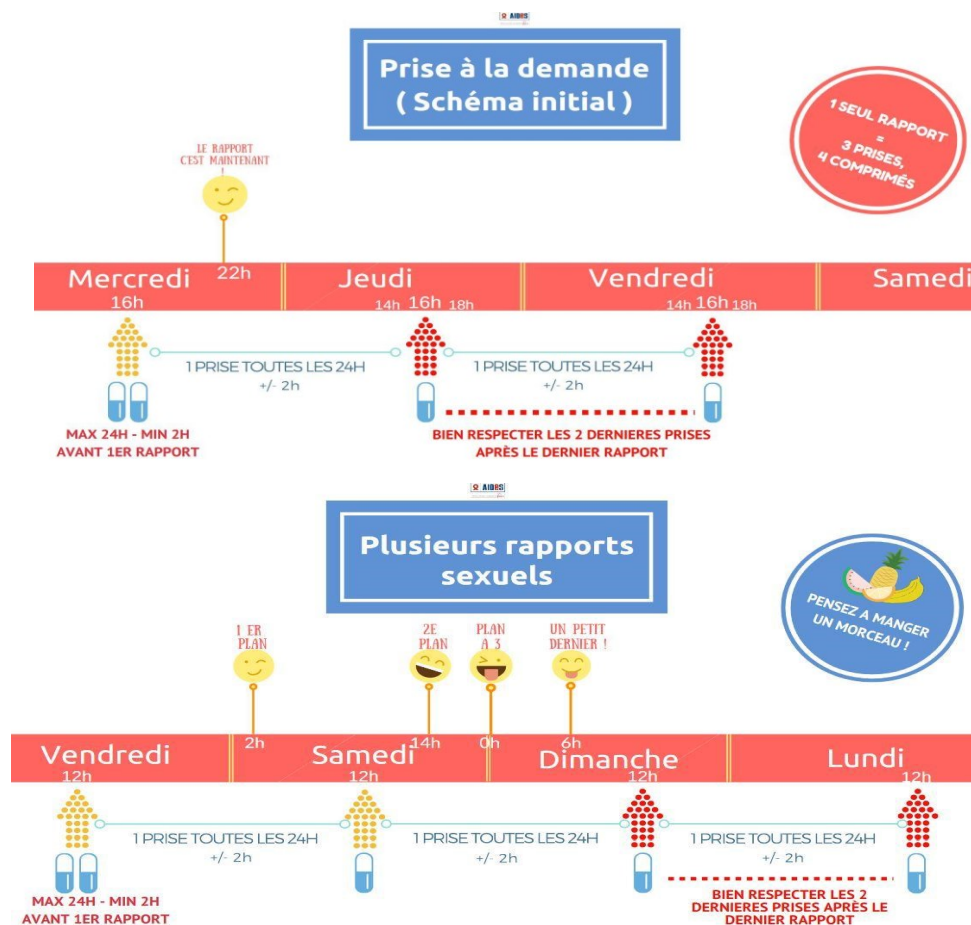 AIDES
Prise à la demande
( Schéma initial )
1 SEUL RAPPORT
=
3 PRISES,
4 COMPRIMÉS
LE RAPPORT
C'EST MAINTENANT
!
22h
Mercredi
Jeudi
Vendredi
Samedi
16h
14h 16h 18h
14h 16h 18h
1 PRISE TOUTES LES 24H
+/- 2h
1 PRISE TOUTES LES 24H
+/- 2h
MAX 24H - MIN 2H
AVANT 1ER RAPPORT
BIEN RESPECTER LES 2 DERNIERES PRISES
APRÈS LE DERNIER RAPPORT
AIDES
Plusieurs rapports
sexuels
PENSEZ A MANGER
UN MORCEAU !
1 ER
PLAN
2E
PLAN
PLAN
A 3
UN PETIT
DERNIER !
2h
14h
0h
6h
Vendredi
Samedi
Dimanche
Lundi
12h
12h
12h
12h
1 PRISE TOUTES LES 24H
+/- 2h
1 PRISE TOUTES LES 24H
+/- 2h
1 PRISE TOUTES LES 24H
+/- 2h
MAX 24H - MIN 2H
AVANT 1ER RAPPORT
BIEN RESPECTER LES 2
DERNIERES PRISES APRÈS LE
DERNIER RAPPORT